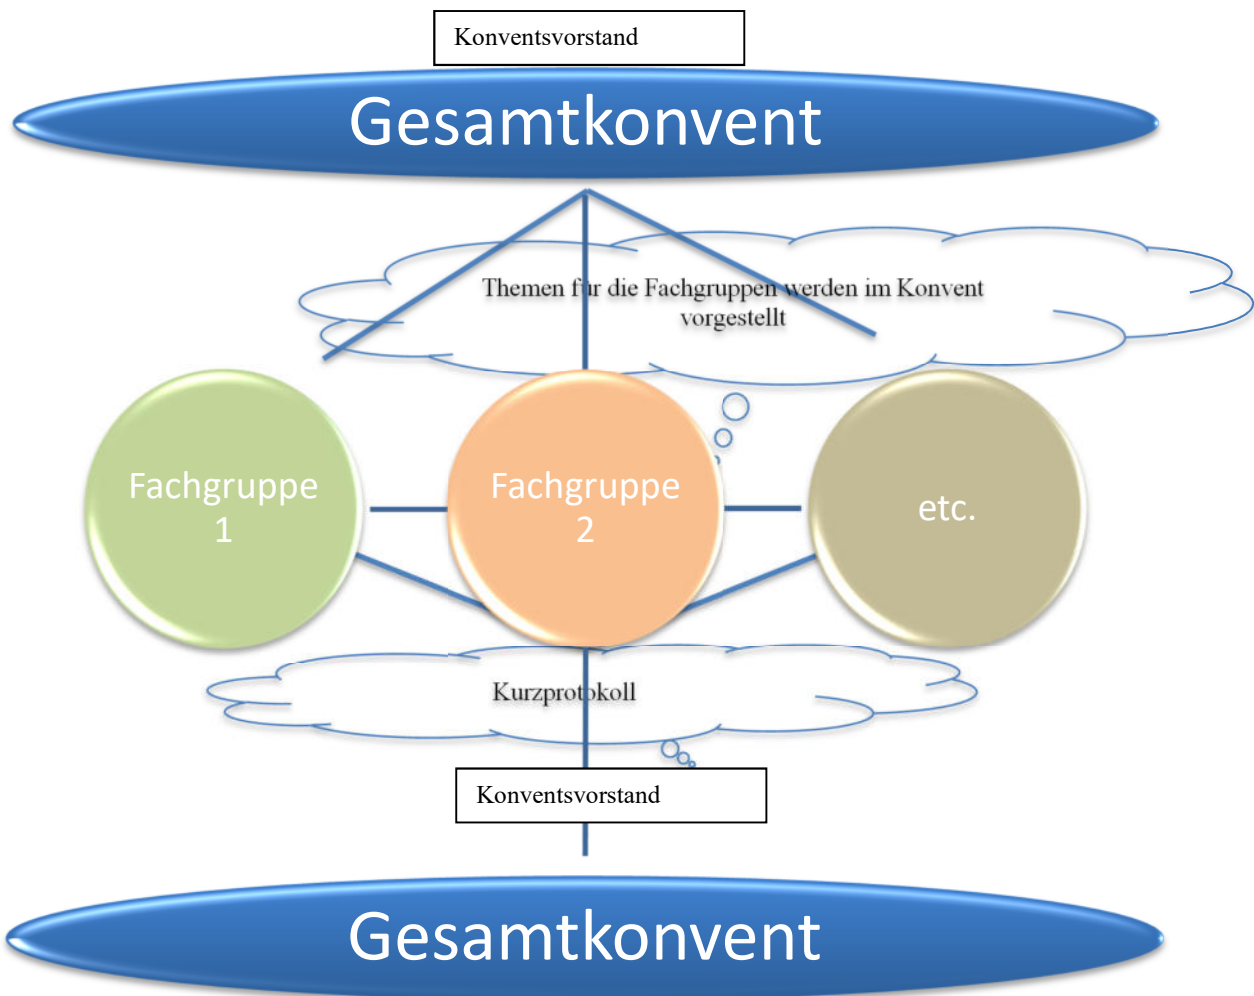 Konventsvorstand
Gesamtkonvent
Themen für die Fachgruppen werden im Konvent
vorgestellt
Fachgruppe
1
Fachgruppe
2
etc.
Kurzprotokoll
Konventsvorstand
Gesamtkonvent